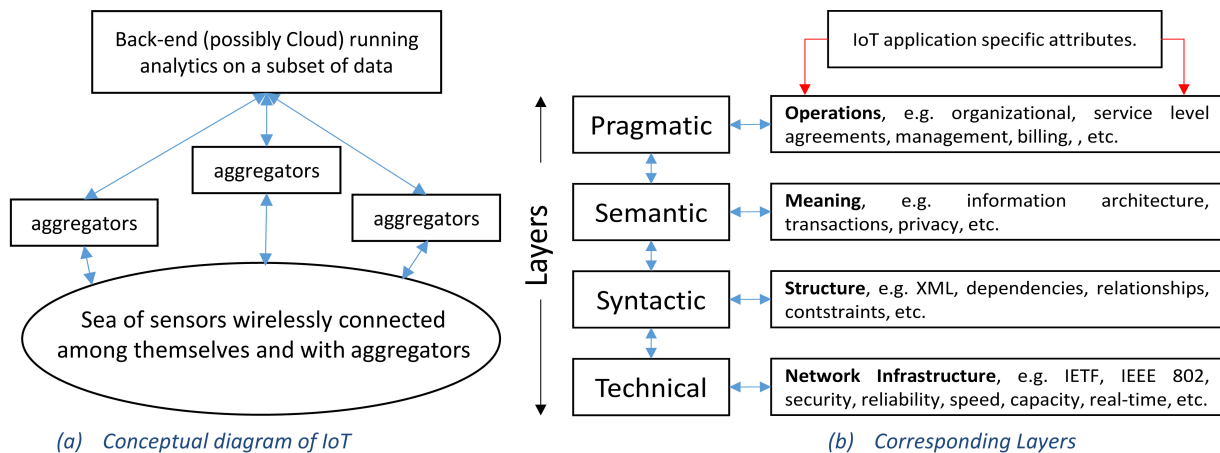 Back-end (possibly Cloud) running
analytics on a subset of data
aggregators
aggregators
aggregators
Sea of sensors wirelessly connected
among themselves and with aggregators
(a) Conceptual diagram of IoT
IoT application specific attributes.
Layers
Pragmatic
Operations, e.g. organizational, service level
agreements, management, billing, , etc.
Semantic
Meaning, e.g. information architecture,
transactions, privacy, etc.
Syntactic
Structure, e.g. XML, dependencies, relationships,
contstraints, etc.
Technical
Network Infrastructure, e.g. IETF, IEEE 802,
security, reliability, speed, capacity, real-time, etc.
(b) Corresponding Layers